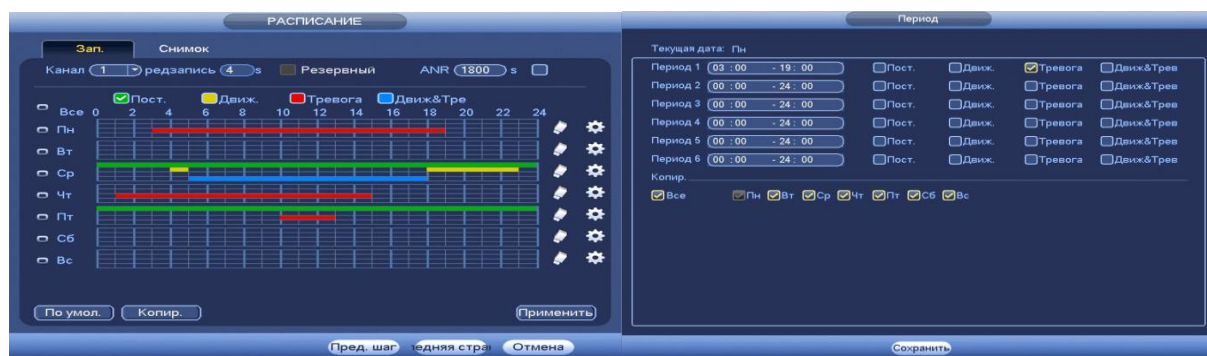 РАСПИСАНИЕ
Зап. Снимок
Канал 1 редзапись 4 s Резервный ANR 1800 s
Пост. Движ. Тревога Движ&Тре
Все 0 2 4 6 8 10 12 14 16 18 20 22 24
Пн
Вт
Ср
Чт
Пт
Сб
Вс
По умол. Копир. Применить
Пред. шаг едняя стра Отмена
Период
Текущая дата: Пн
Период 1 03 :00 - 19: 00 Пост. Движ. Тревога Движ&Трев
Период 2 00 :00 - 24: 00 Пост. Движ. Тревога Движ&Трев
Период 3 00 :00 - 24: 00 Пост. Движ. Тревога Движ&Трев
Период 4 00 :00 - 24: 00 Пост. Движ. Тревога Движ&Трев
Период 5 00 :00 - 24: 00 Пост. Движ. Тревога Движ&Трев
Период 6 00 :00 - 24: 00 Пост. Движ. Тревога Движ&Трев
Копир.
Все Пн Вт Ср Чт Пт Сб Вс
Сохранить